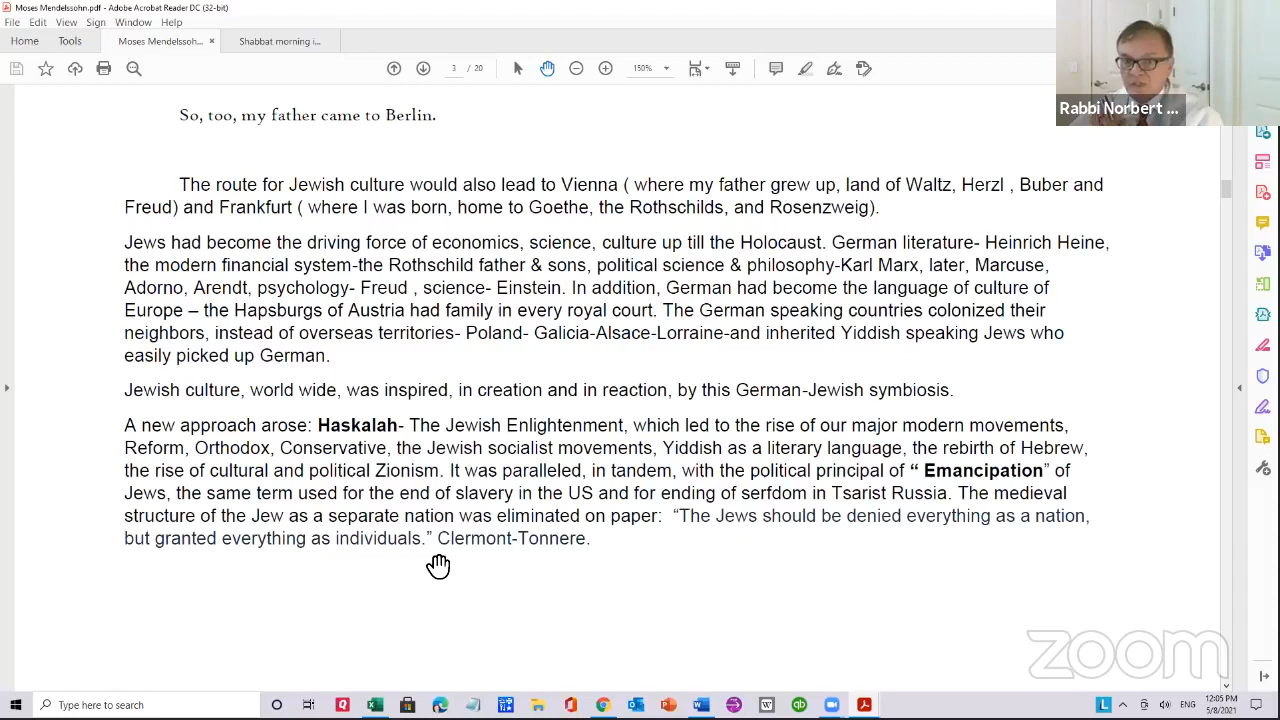 Moses Mendelssohn.pdf - Adobe Acrobat Reader DC (32-bit)
File Edit View Sign Window Help
Home Tools Moses Mendelssoh... × Shabbat morning i...
3 / 20 150%
Rabbi Norbert ...
So, too, my father came to Berlin.
The route for Jewish culture would also lead to Vienna ( where my father grew up, land of Waltz, Herzl , Buber and
Freud) and Frankfurt ( where I was born, home to Goethe, the Rothschilds, and Rosenzweig).
Jews had become the driving force of economics, science, culture up till the Holocaust. German literature- Heinrich Heine,
the modern financial system-the Rothschild father & sons, political science & philosophy-Karl Marx, later, Marcuse,
Adorno, Arendt, psychology- Freud , science- Einstein. In addition, German had become the language of culture of
Europe – the Hapsburgs of Austria had family in every royal court. The German speaking countries colonized their
neighbors, instead of overseas territories- Poland- Galicia-Alsace-Lorraine-and inherited Yiddish speaking Jews who
easily picked up German.
Jewish culture, world wide, was inspired, in creation and in reaction, by this German-Jewish symbiosis.
A new approach arose: Haskalah- The Jewish Enlightenment, which led to the rise of our major modern movements,
Reform, Orthodox, Conservative, the Jewish socialist movements, Yiddish as a literary language, the rebirth of Hebrew,
the rise of cultural and political Zionism. It was paralleled, in tandem, with the political principal of “ Emancipation” of
Jews, the same term used for the end of slavery in the US and for ending of serfdom in Tsarist Russia. The medieval
structure of the Jew as a separate nation was eliminated on paper: “The Jews should be denied everything as a nation,
but granted everything as individuals.” Clermont-Tonnere.
zoom
Type here to search
ENG
12:05 PM
5/8/2021